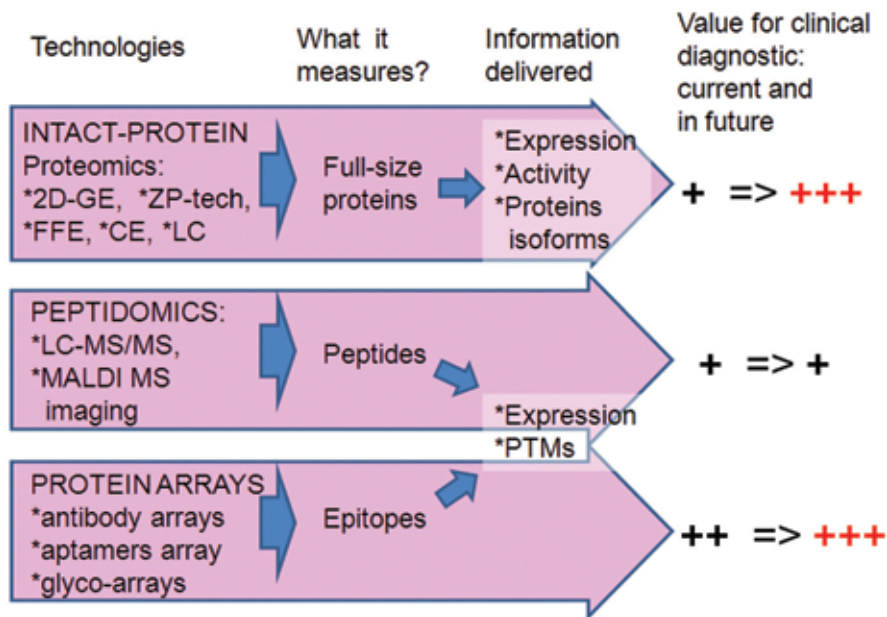 Technologies
What it
measures?
Information
delivered
Value for clinical
diagnostic:
current and
in future
INTACT-PROTEIN
Proteomics:
*2D-GE, *ZP-tech,
*FFE, *CE, *LC
Full-size
proteins
*Expression
*Activity
*Proteins
isoforms
+ => +++
PEPTIDOMICS:
*LC-MS/MS,
*MALDI MS
imaging
Peptides
+ => +
*Expression
*PTMs
PROTEIN ARRAYS
*antibody arrays
*aptamers array
*glyco-arrays
Epitopes
++ => +++